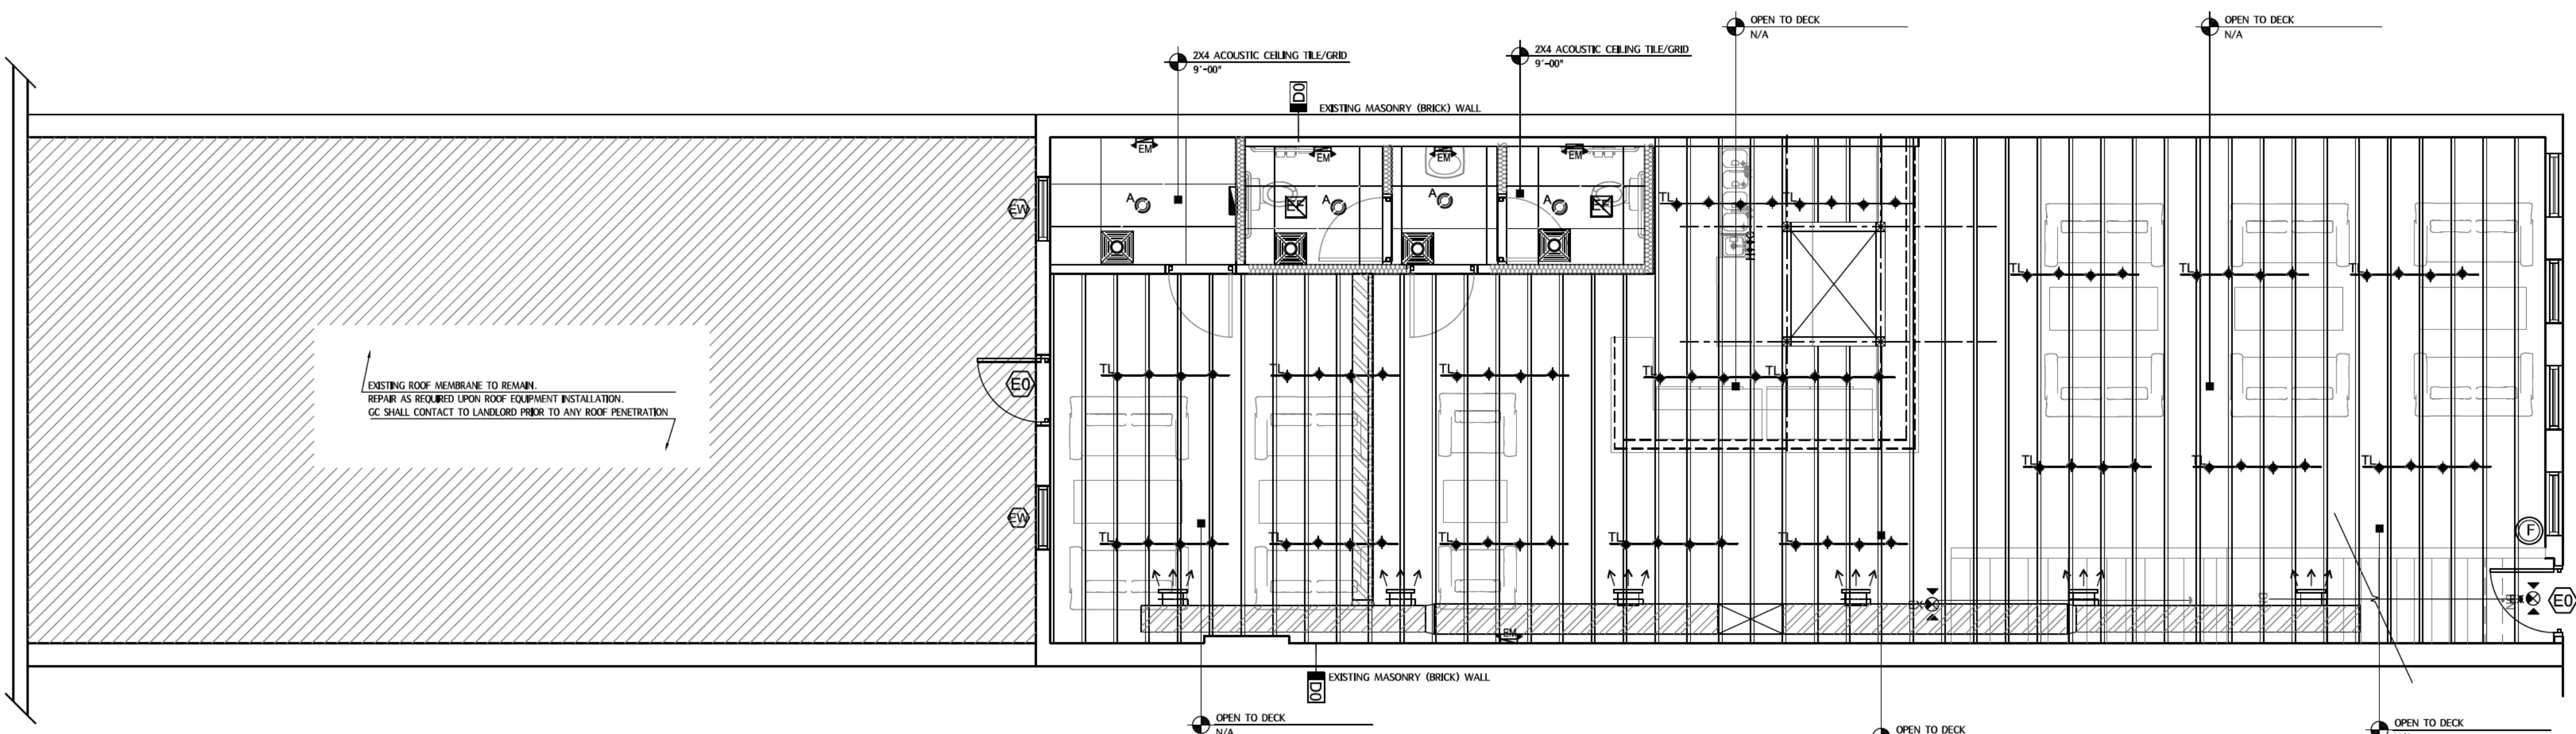 OPEN TO DECK
N/A
OPEN TO DECK
N/A
2X4 ACOUSTIC CEILING TILE/GRID
9'-00"
2X4 ACOUSTIC CEILING TILE/GRID
9'-00"
D0
EXISTING MASONRY (BRICK) WALL
EM
EM
EM
EM
A
A
A
A
EW
EF
EF
TL
TL
TL
TL
TL
EXISTING ROOF MEMBRANE TO REMAIN.
REPAIR AS REQUIRED UPON ROOF EQUIPMENT INSTALLATION.
GC SHALL CONTACT TO LANDLORD PRIOR TO ANY ROOF PENETRATION
E0
TL
TL
TL
TL
TL
TL
TL
TL
EW
F
TL
TL
TL
TL
TL
E0
EM
EXISTING MASONRY (BRICK) WALL
D0
OPEN TO DECK
N/A
OPEN TO DECK
OPEN TO DECK